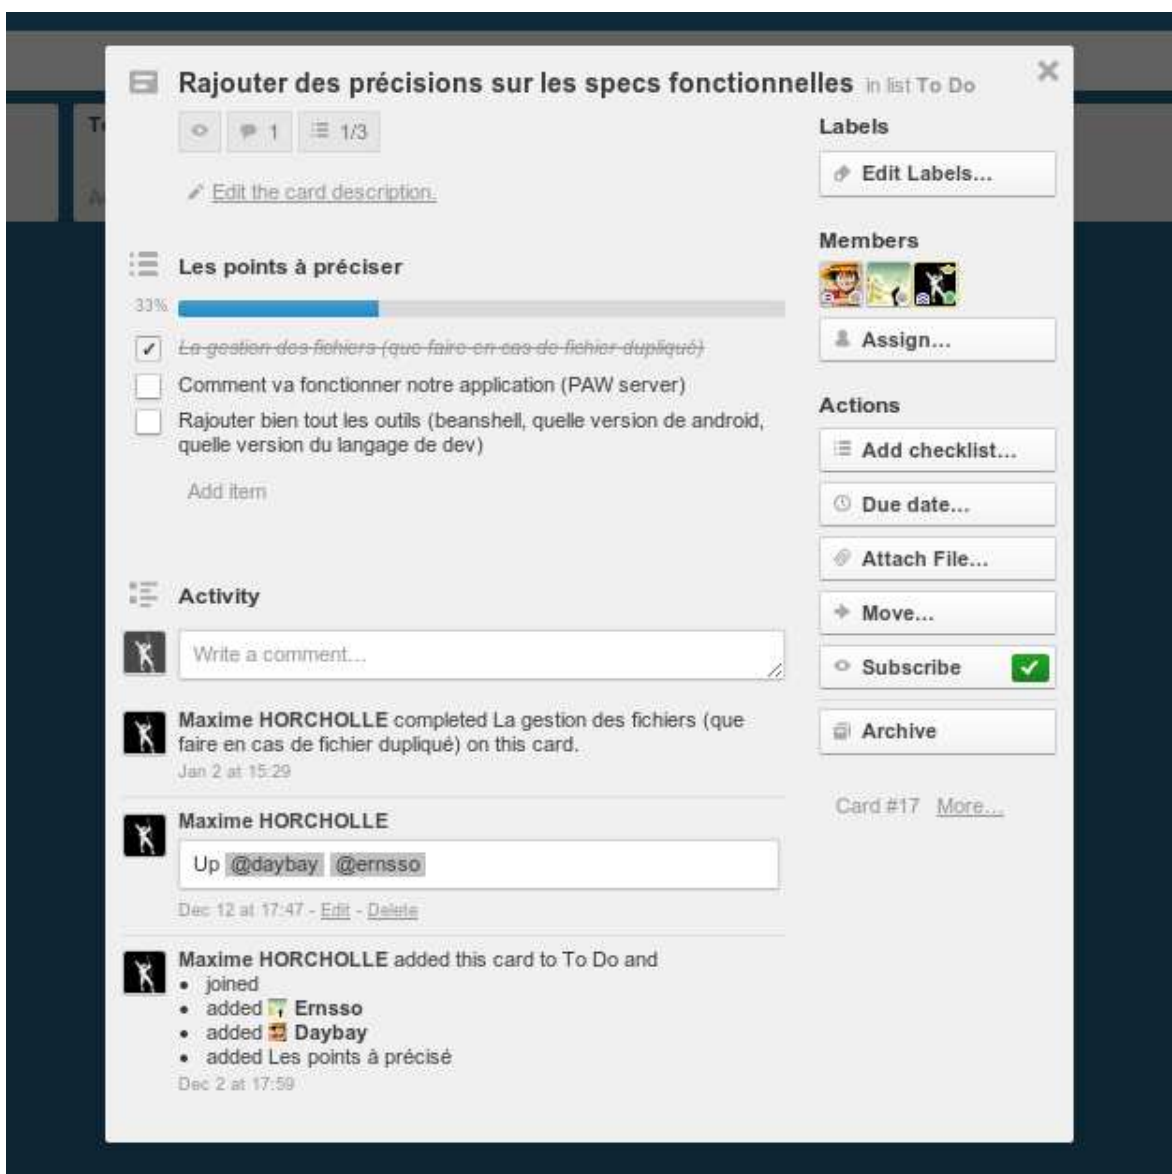 Rajouter des précisions sur les specs fonctionnelles in list To Do
1
1/3
Edit the card description.
Les points à préciser
33%
La gestion des fichiers (que faire en cas de fichier dupliqué)
Comment va fonctionner notre application (PAW server)
Rajouter bien tout les outils (beanshell, quelle version de android,
quelle version du langage de dev)
Add item
Activity
Write a comment...
Maxime HORCHOLLE completed La gestion des fichiers (que
faire en cas de fichier dupliqué) on this card.
Jan 2 at 15:29
Maxime HORCHOLLE
Up @daybay @ernsso
Dec 12 at 17:47 - Edit - Delete
Maxime HORCHOLLE added this card to To Do and
• joined
• added Ernsso
• added Daybay
• added Les points à précisé
Dec 2 at 17:59
Labels
Edit Labels...
Members
Assign...
Actions
Add checklist...
Due date...
Attach File...
Move...
Subscribe
Archive
Card #17 More...